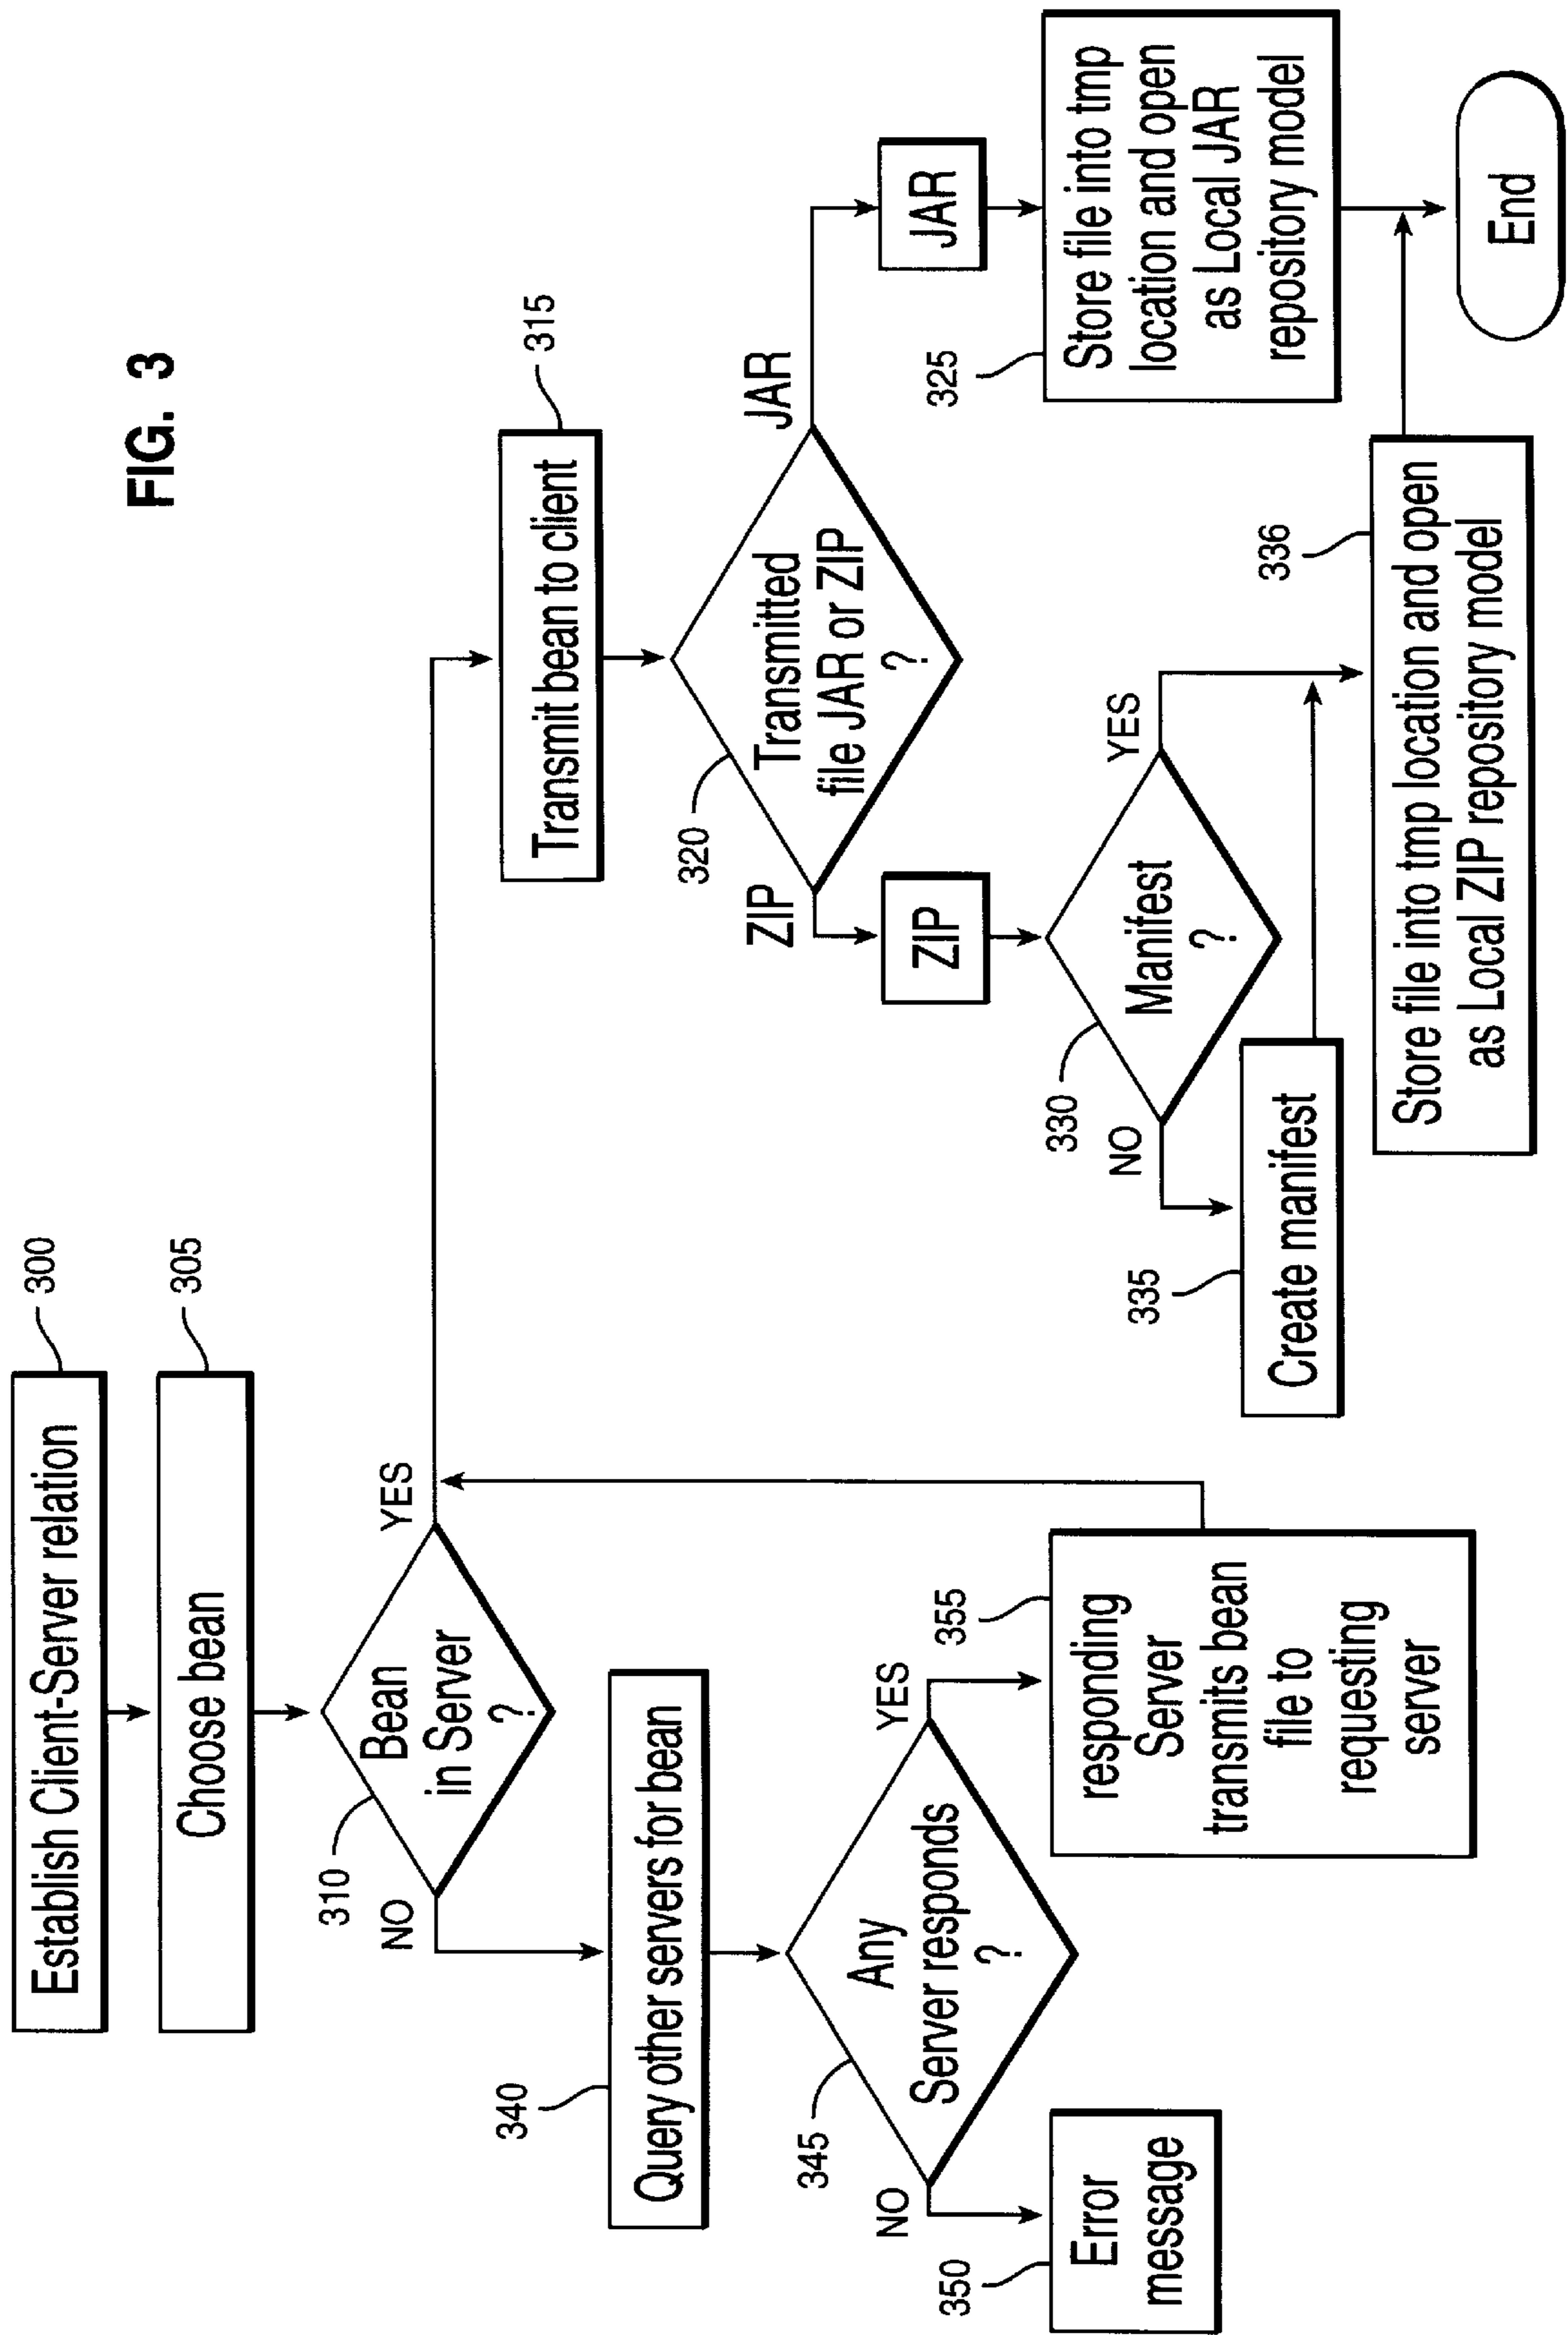 FIG. 3
Establish Client-Server relation
300
Choose bean
305
Bean
in Server
?
310
YES
NO
Transmit bean to client
315
Transmitted
file JAR or ZIP
?
320
ZIP
JAR
ZIP
JAR
Manifest
?
330
NO
YES
Create manifest
335
Store file into tmp
location and open
as Local JAR
repository model
325
Store file into tmp location and open
as Local ZIP repository model
336
End
Query other servers for bean
340
Any
Server responds
?
345
NO
YES
Error
message
350
responding
Server
transmits bean
file to
requesting
server
355